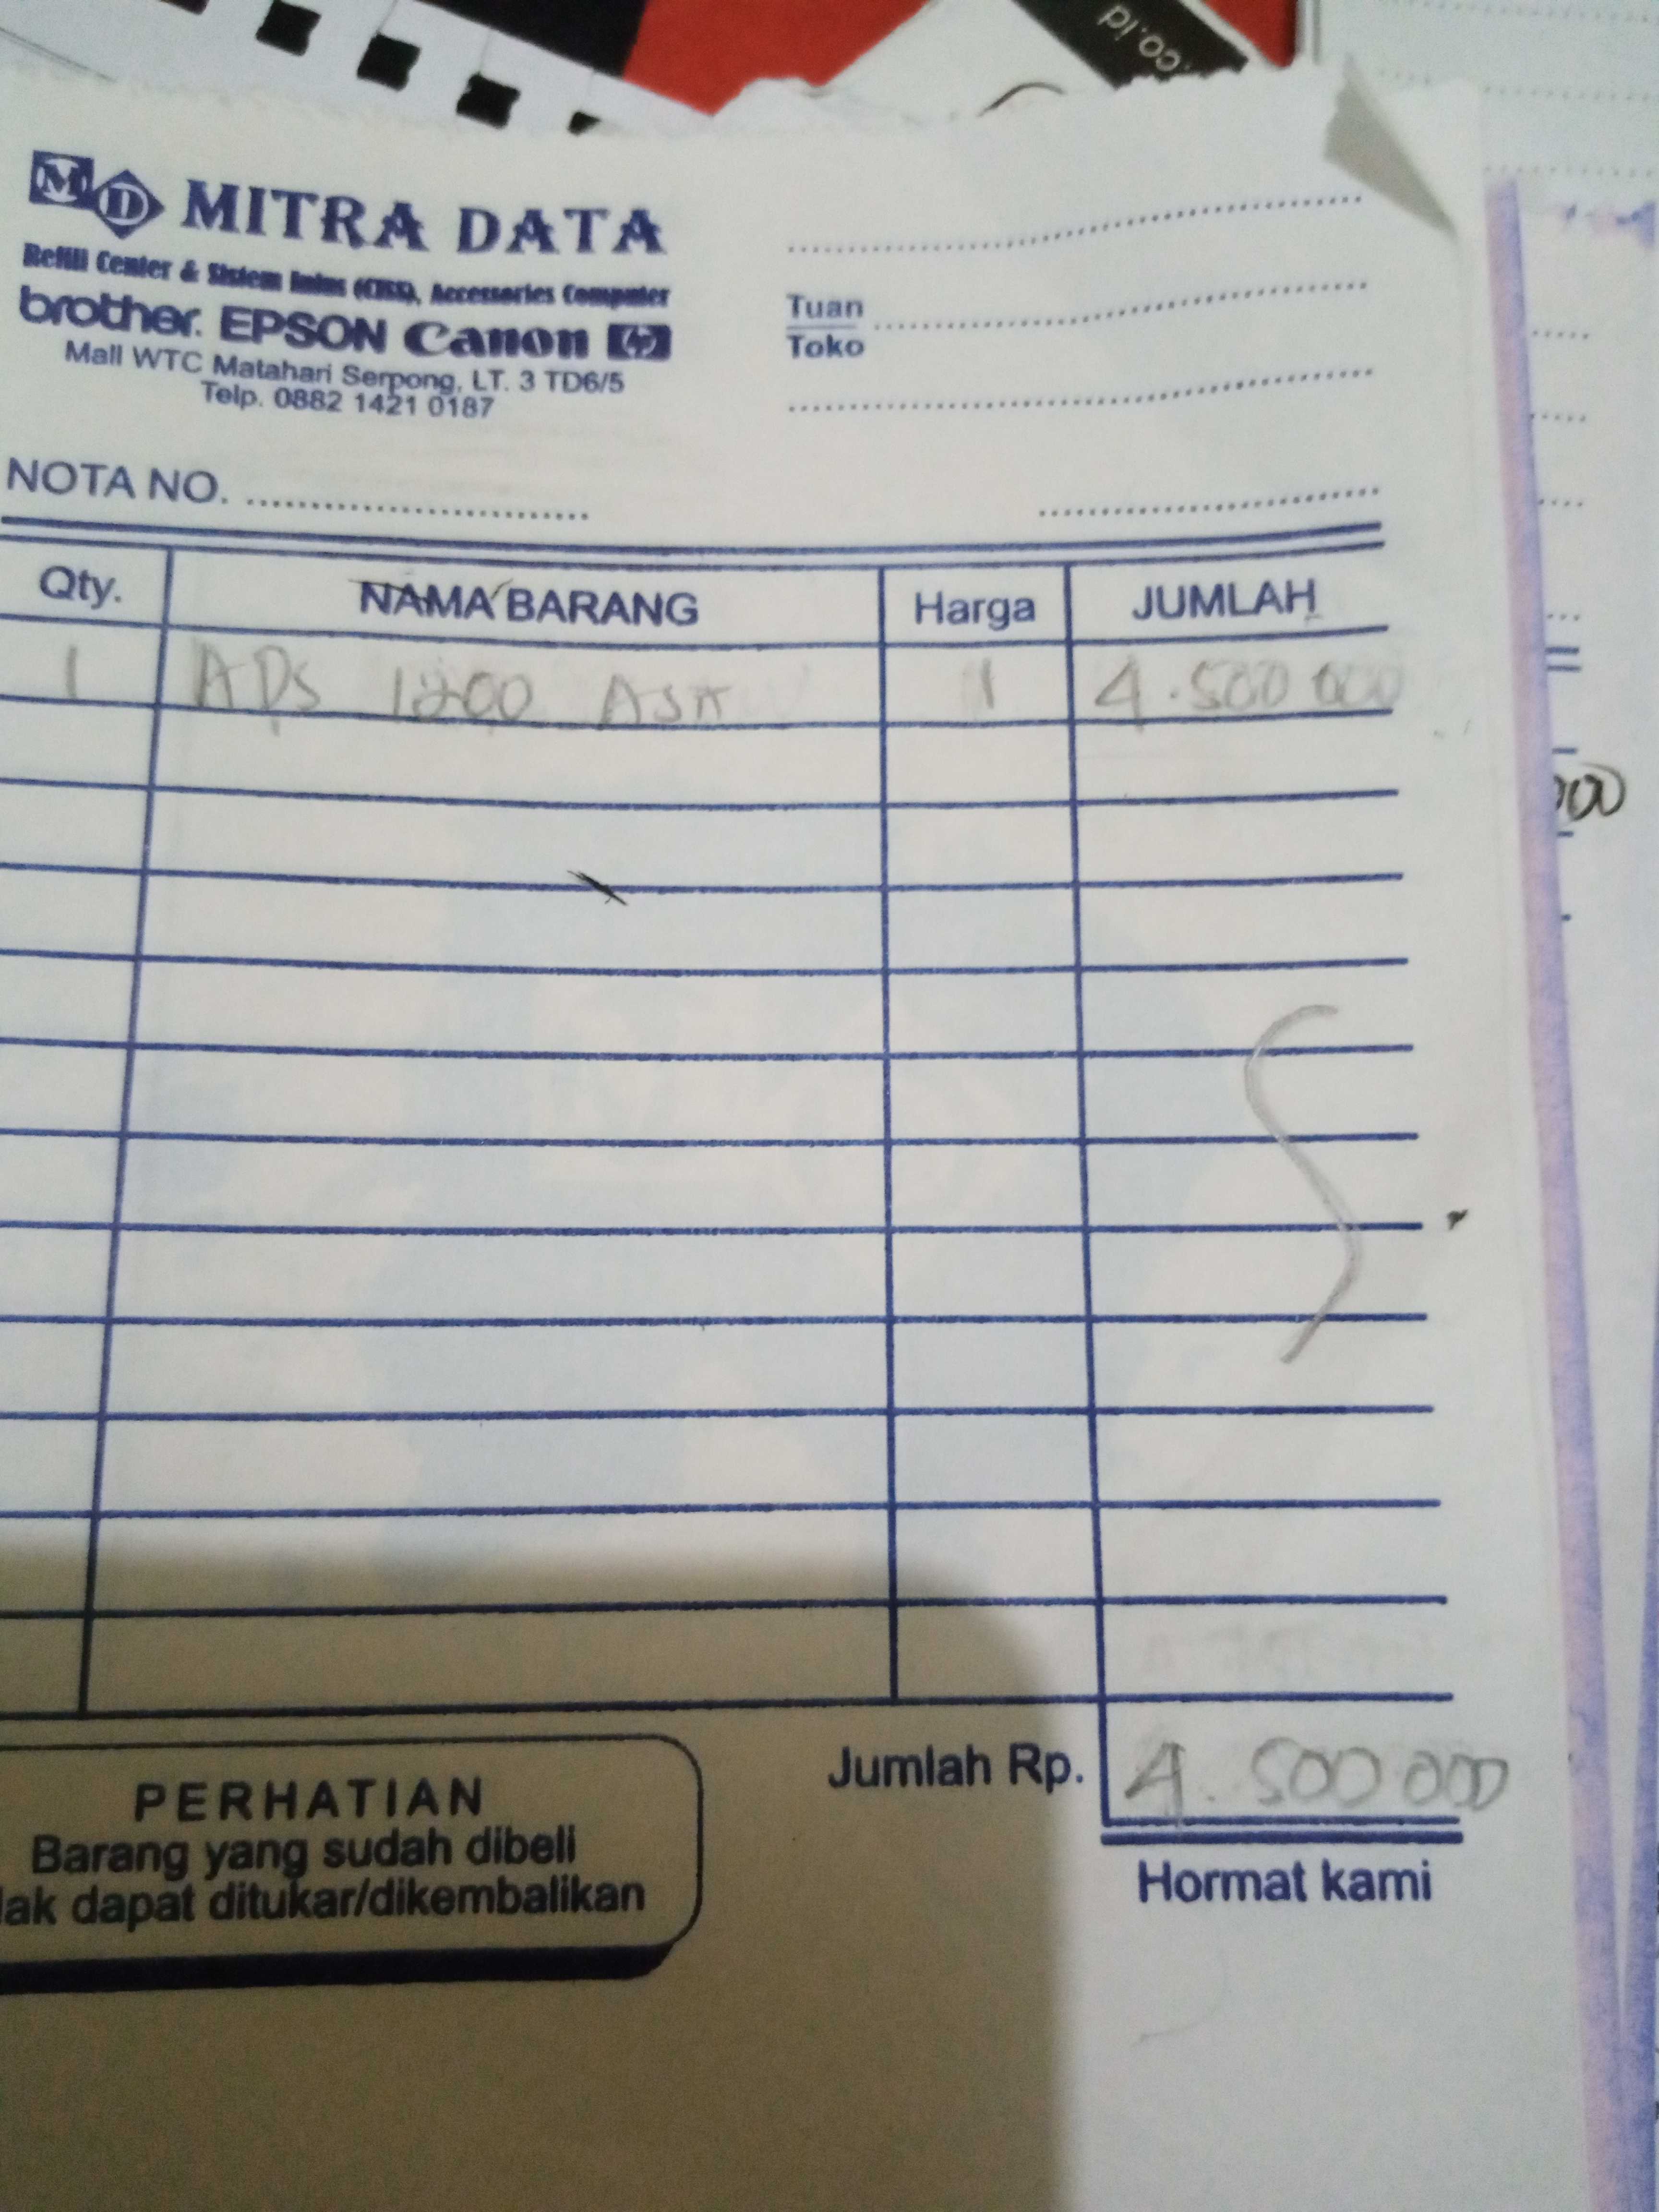 co.id
MD MITRA DATA
Refill Center & Sistem Infus (CISS), Accessories Computer
brother. EPSON Canon hp
Mall WTC Matahari Serpong, LT. 3 TD6/5
Telp. 0882 1421 0187
Tuan
Toko
NOTA NO.
Qty. NAMA BARANG Harga JUMLAH
1 ADS 1200 1 4.500 000
Jumlah Rp. 4.500 000
PERHATIAN
Barang yang sudah dibeli
dak dapat ditukar/dikembalikan
Hormat kami